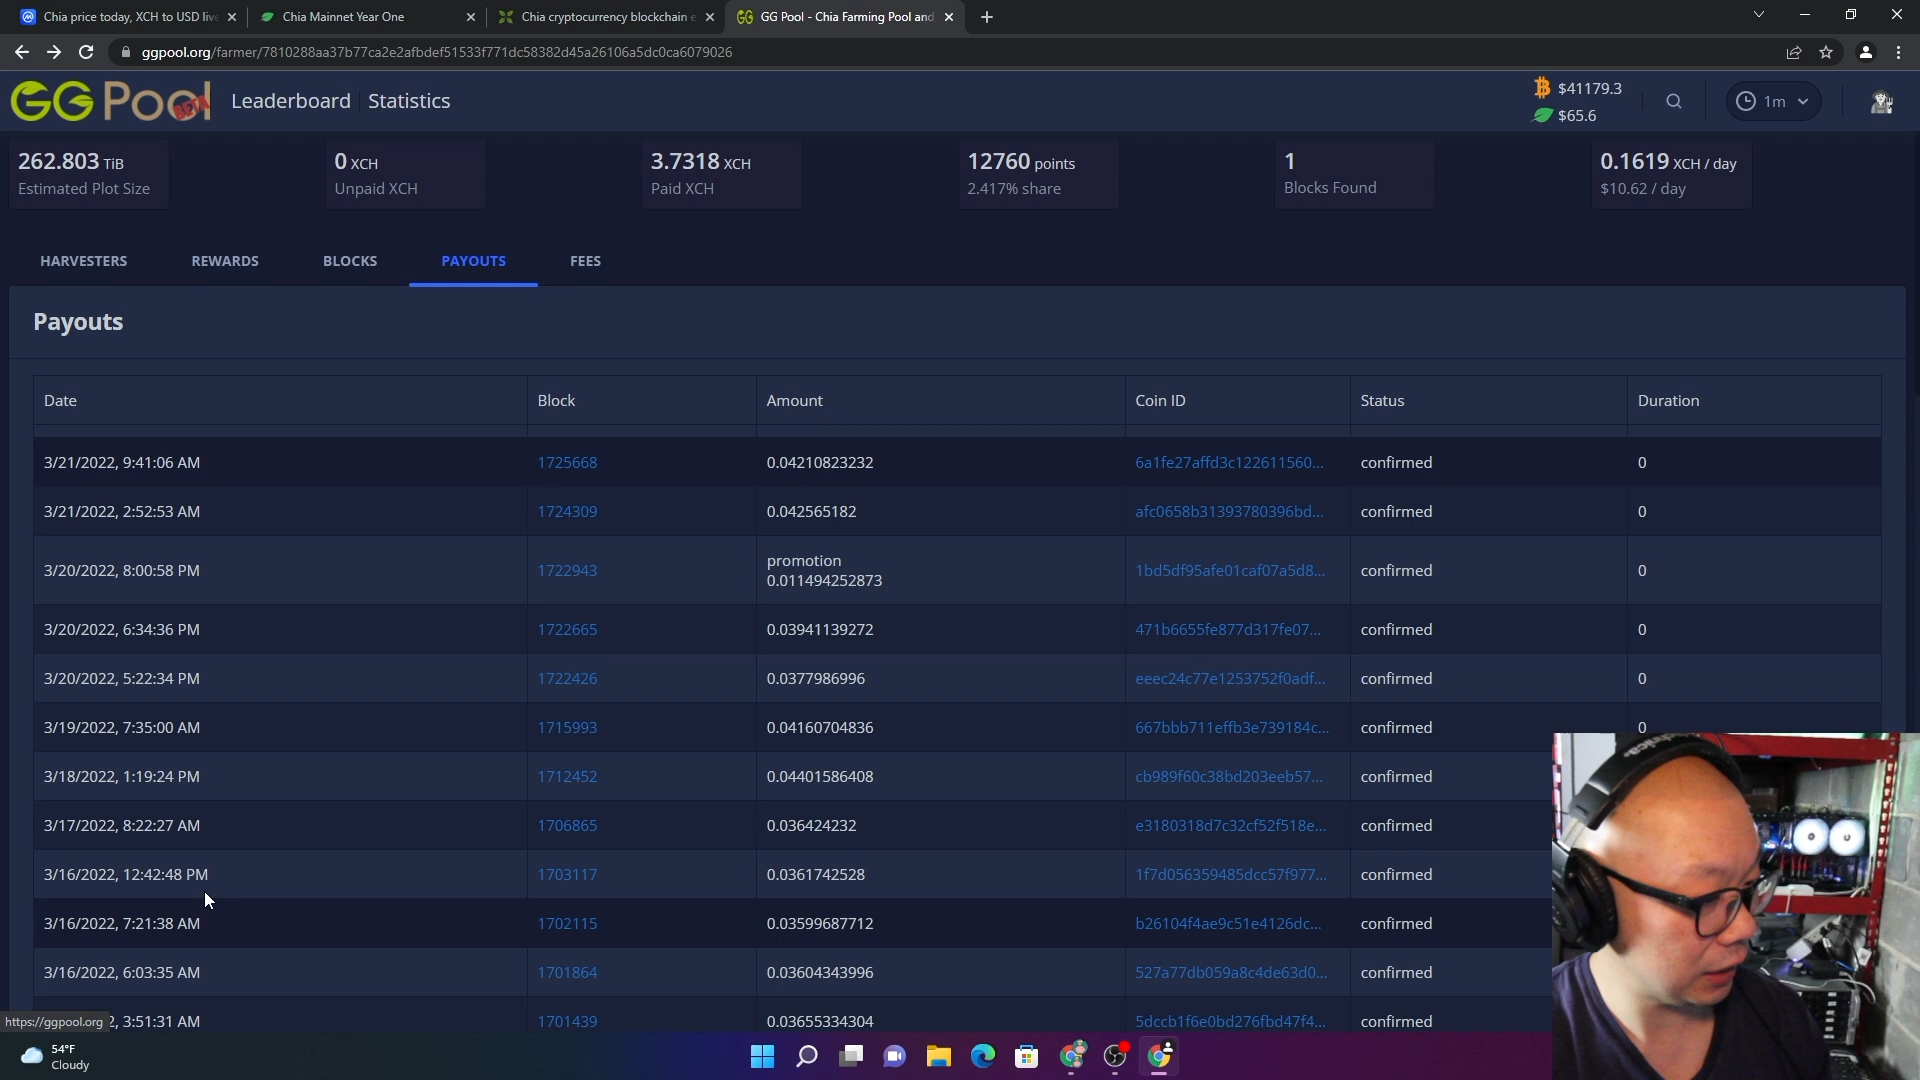 Chia price today, XCH to USD live
Chia Mainnet Year One
Chia cryptocurrency blockchain e
GG Pool - Chia Farming Pool and
ggpool.org/farmer/7810288aa37b77ca2e2afbdef51533f771dc58382d45a26106a5dc0ca6079026
GG Pool BETA
Leaderboard
Statistics
$41179.3
$65.6
1m
262.803 TiB
Estimated Plot Size
0 XCH
Unpaid XCH
3.7318 XCH
Paid XCH
12760 points
2.417% share
1
Blocks Found
0.1619 XCH / day
$10.62 / day
HARVESTERS
REWARDS
BLOCKS
PAYOUTS
FEES
Payouts
Date Block Amount Coin ID Status Duration
3/21/2022, 9:41:06 AM 1725668 0.04210823232 6a1fe27affd3c122611560... confirmed 0
3/21/2022, 2:52:53 AM 1724309 0.042565182 afc0658b31393780396bd... confirmed 0
3/20/2022, 8:00:58 PM 1722943 promotion 0.011494252873 1bd5df95afe01caf07a5d8... confirmed 0
3/20/2022, 6:34:36 PM 1722665 0.03941139272 471b6655fe877d317fe07... confirmed 0
3/20/2022, 5:22:34 PM 1722426 0.0377986996 eeec24c77e1253752f0adf... confirmed 0
3/19/2022, 7:35:00 AM 1715993 0.04160704836 667bbb711effb3e739184c... confirmed 0
3/18/2022, 1:19:24 PM 1712452 0.04401586408 cb989f60c38bd203eeb57... confirmed
3/17/2022, 8:22:27 AM 1706865 0.036424232 e3180318d7c32cf52f518e... confirmed
3/16/2022, 12:42:48 PM 1703117 0.0361742528 1f7d056359485dcc57f977... confirmed
3/16/2022, 7:21:38 AM 1702115 0.03599687712 b26104f4ae9c51e4126dc... confirmed
3/16/2022, 6:03:35 AM 1701864 0.03604343996 527a77db059a8c4de63d0... confirmed
2, 3:51:31 AM 1701439 0.03655334304 5dccb1f6e0bd276fbd47f4... confirmed
https://ggpool.org
54°F
Cloudy